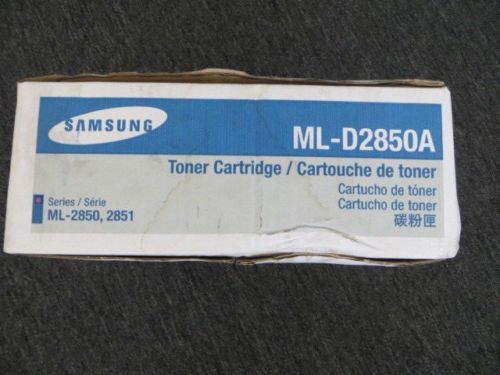 SAMSUNG
ML-D2850A
Toner Cartridge / Cartouche de toner
Cartucho de tóner
Cartucho de toner
碳粉匣
Series / Série
ML-2850, 2851